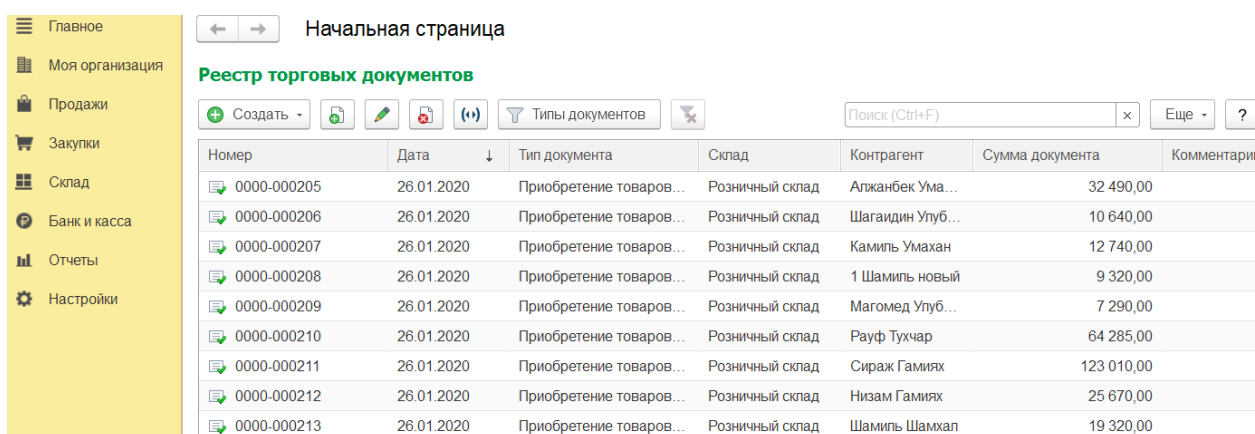 Главное
Моя организация
Продажи
Закупки
Склад
Банк и касса
Отчеты
Настройки
Начальная страница
Реестр торговых документов
Создать Типы документов Поиск (Ctrl+F) × Еще ?
Номер Дата ↓ Тип документа Склад Контрагент Сумма документа Комментари
0000-000205 26.01.2020 Приобретение товаров... Розничный склад Алжанбек Ума... 32 490,00
0000-000206 26.01.2020 Приобретение товаров... Розничный склад Шагаидин Улуб... 10 640,00
0000-000207 26.01.2020 Приобретение товаров... Розничный склад Камиль Умахан 12 740,00
0000-000208 26.01.2020 Приобретение товаров... Розничный склад 1 Шамиль новый 9 320,00
0000-000209 26.01.2020 Приобретение товаров... Розничный склад Магомед Улуб... 7 290,00
0000-000210 26.01.2020 Приобретение товаров... Розничный склад Рауф Тухчар 64 285,00
0000-000211 26.01.2020 Приобретение товаров... Розничный склад Сираж Гамиях 123 010,00
0000-000212 26.01.2020 Приобретение товаров... Розничный склад Низам Гамиях 25 670,00
0000-000213 26.01.2020 Приобретение товаров... Розничный склад Шамиль Шамхал 19 320,00